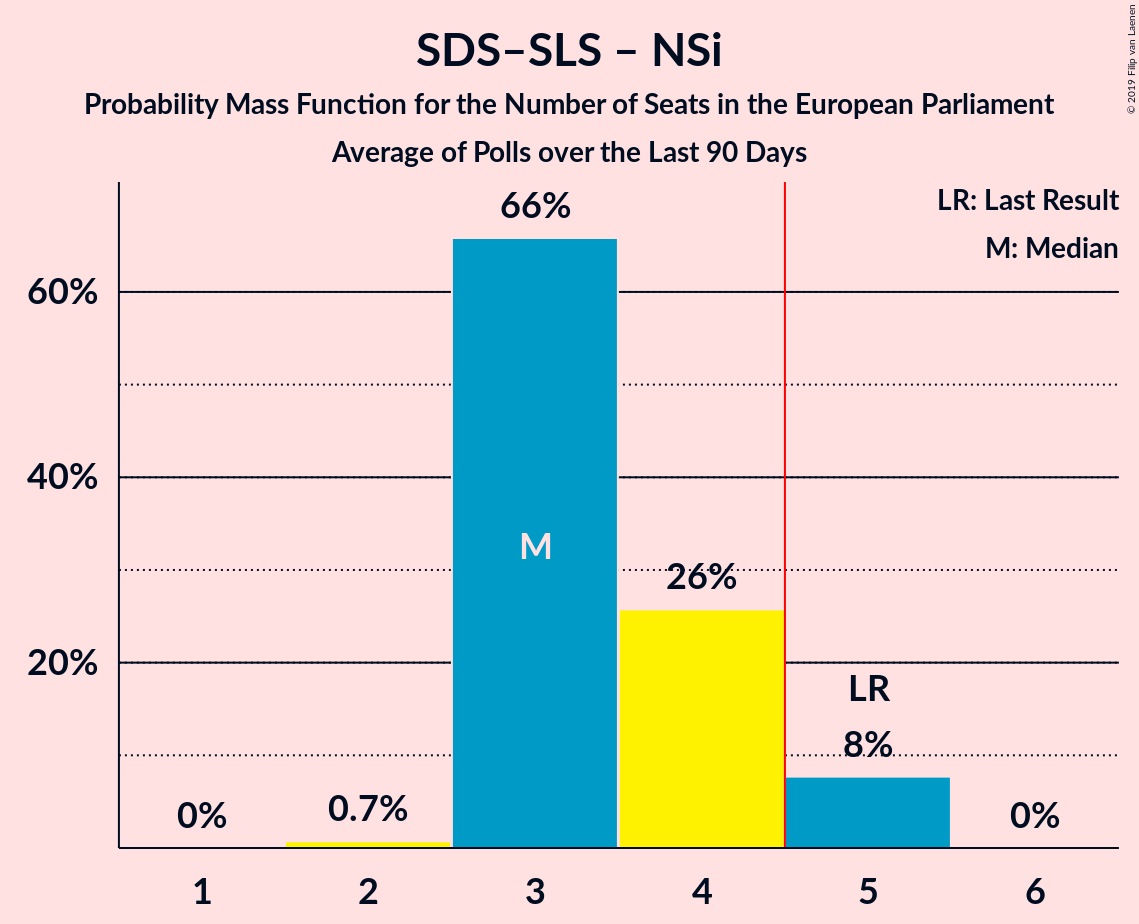 SDS–SLS – NSi
Probability Mass Function for the Number of Seats in the European Parliament
Average of Polls over the Last 90 Days
© 2019 Filip van Laenen
LR: Last Result
M: Median
66%
60%
40%
M
26%
20%
LR
8%
0.7%
0%
0%
1 2 3 4 5 6